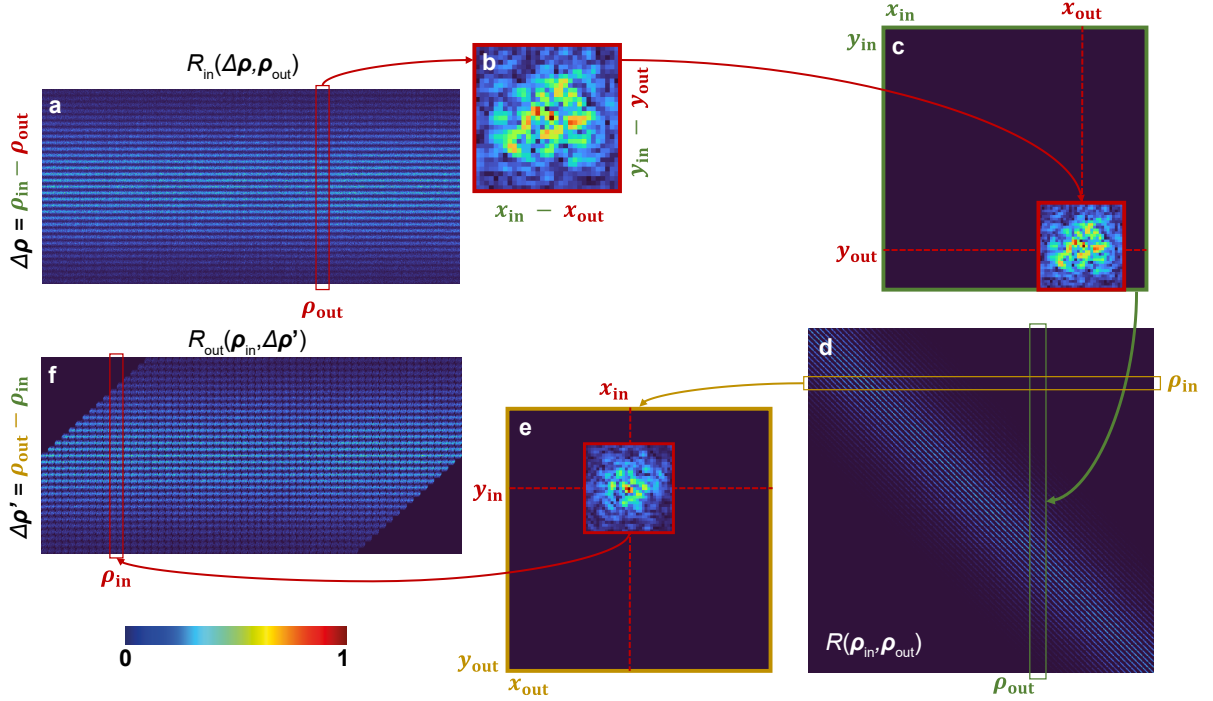 R_in(Δρ,ρ_out)
a
Δρ = ρ_in − ρ_out
ρ_out
b
y_in − y_out
x_in − x_out
x_in
x_out
y_in
c
y_out
R_out(ρ_in,Δρ')
f
Δρ' = ρ_out − ρ_in
ρ_in
0
1
x_in
e
y_in
y_out
x_out
d
ρ_in
R(ρ_in,ρ_out)
ρ_out